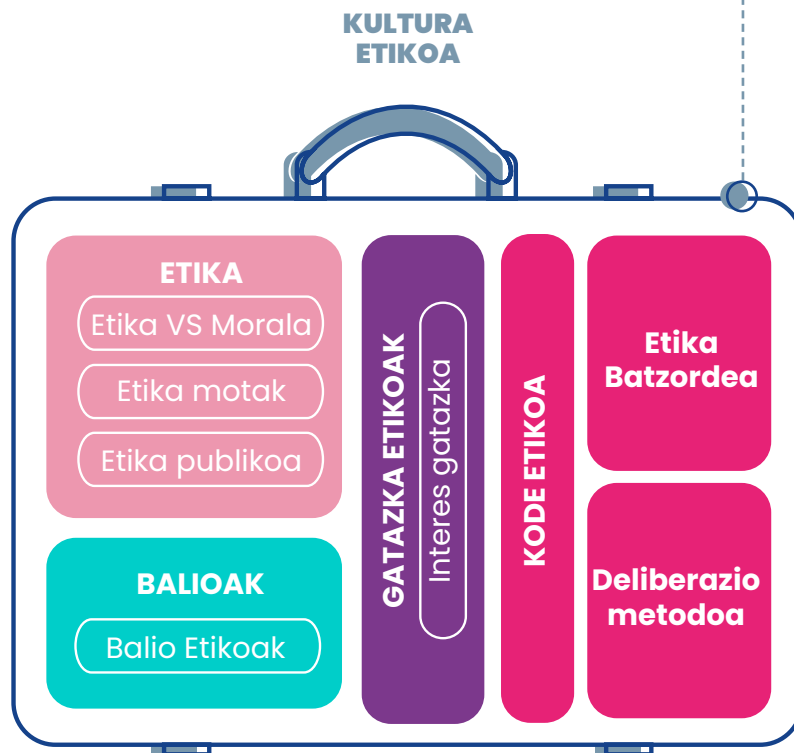 KULTURA
ETIKOA
ETIKA
Etika VS Morala
Etika motak
Etika publikoa
BALIOAK
Balio Etikoak
GATAZKA ETIKOAK
Interes gatazka
KODE ETIKOA
Etika
Batzordea
Deliberazio
metodoa